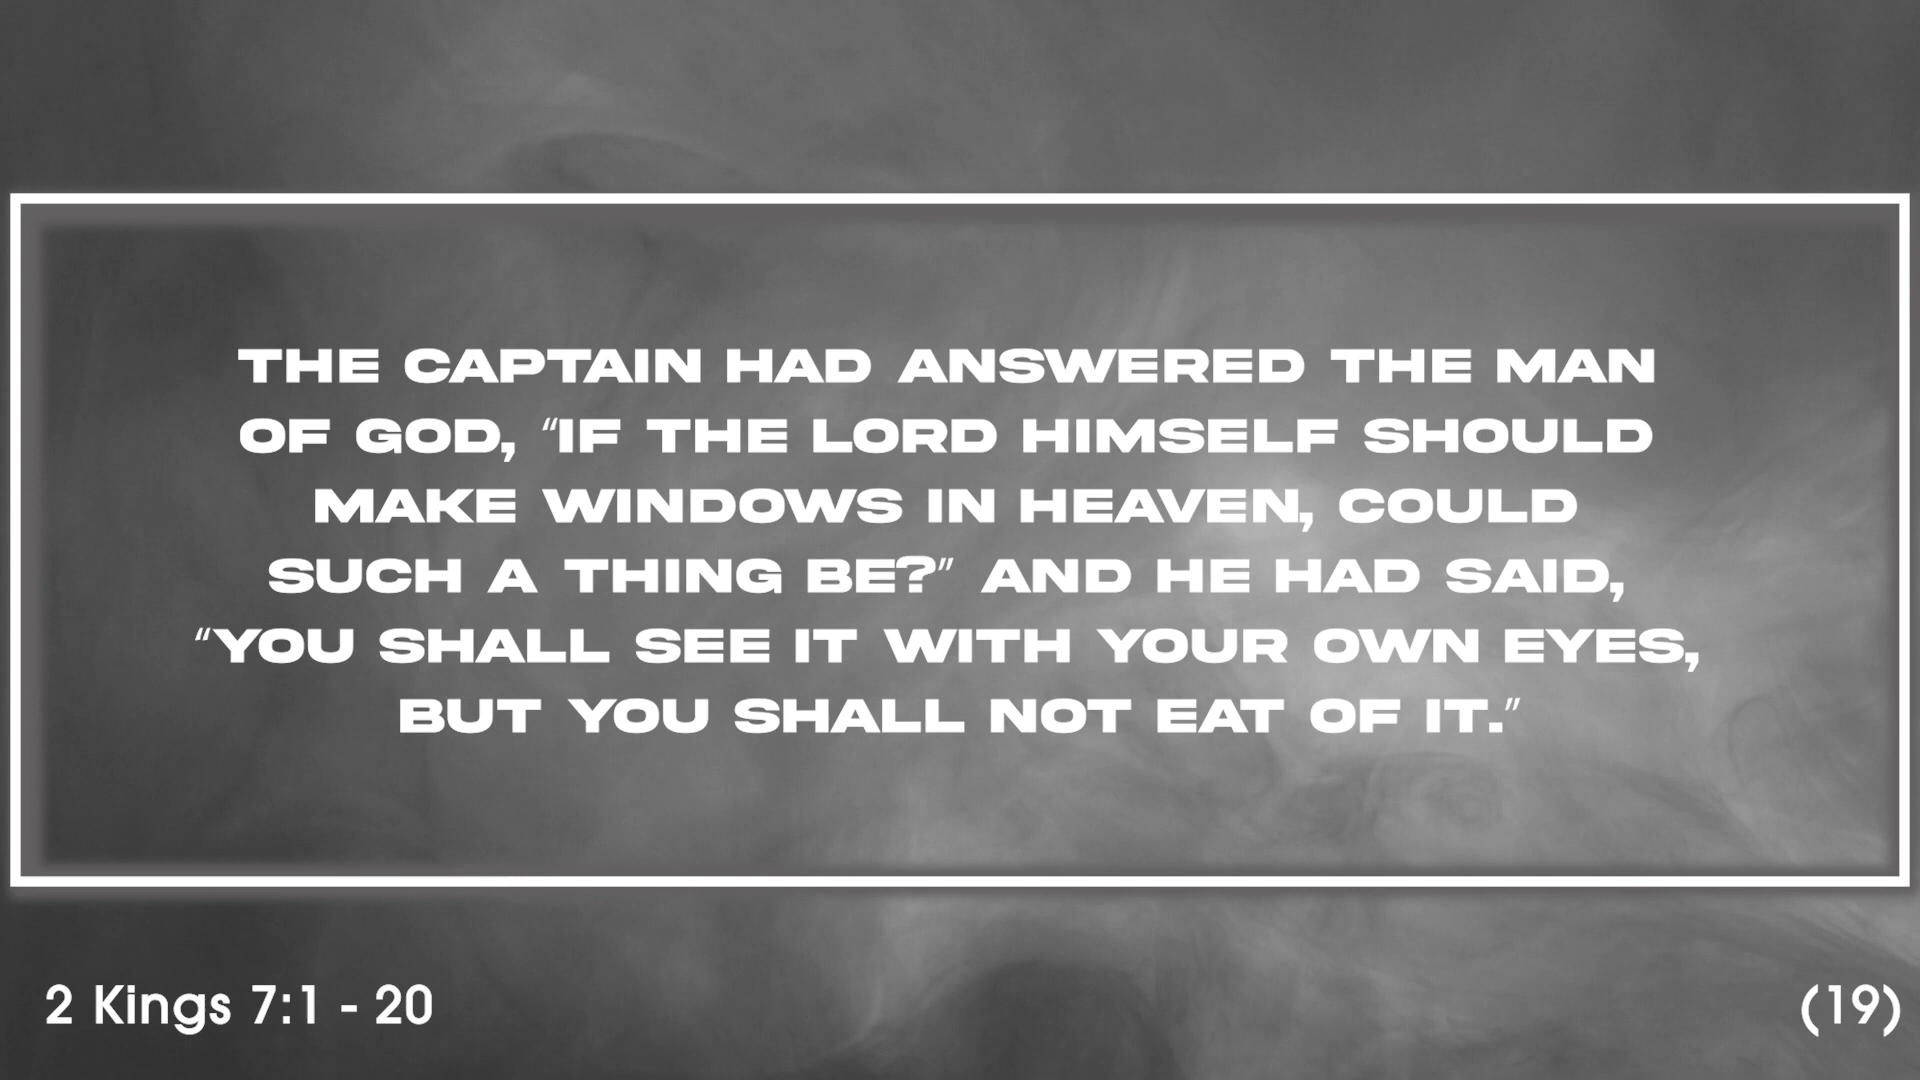 THE CAPTAIN HAD ANSWERED THE MAN
OF GOD, “IF THE LORD HIMSELF SHOULD
MAKE WINDOWS IN HEAVEN, COULD
SUCH A THING BE?” AND HE HAD SAID,
“YOU SHALL SEE IT WITH YOUR OWN EYES,
BUT YOU SHALL NOT EAT OF IT.”
2 Kings 7:1 - 20
(19)